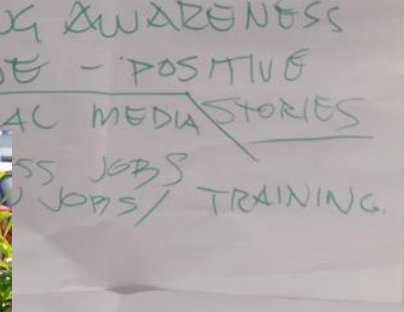 AWARENESS
- POSITIVE
MEDIA STORIES
JOBS
JOBS / TRAINING.